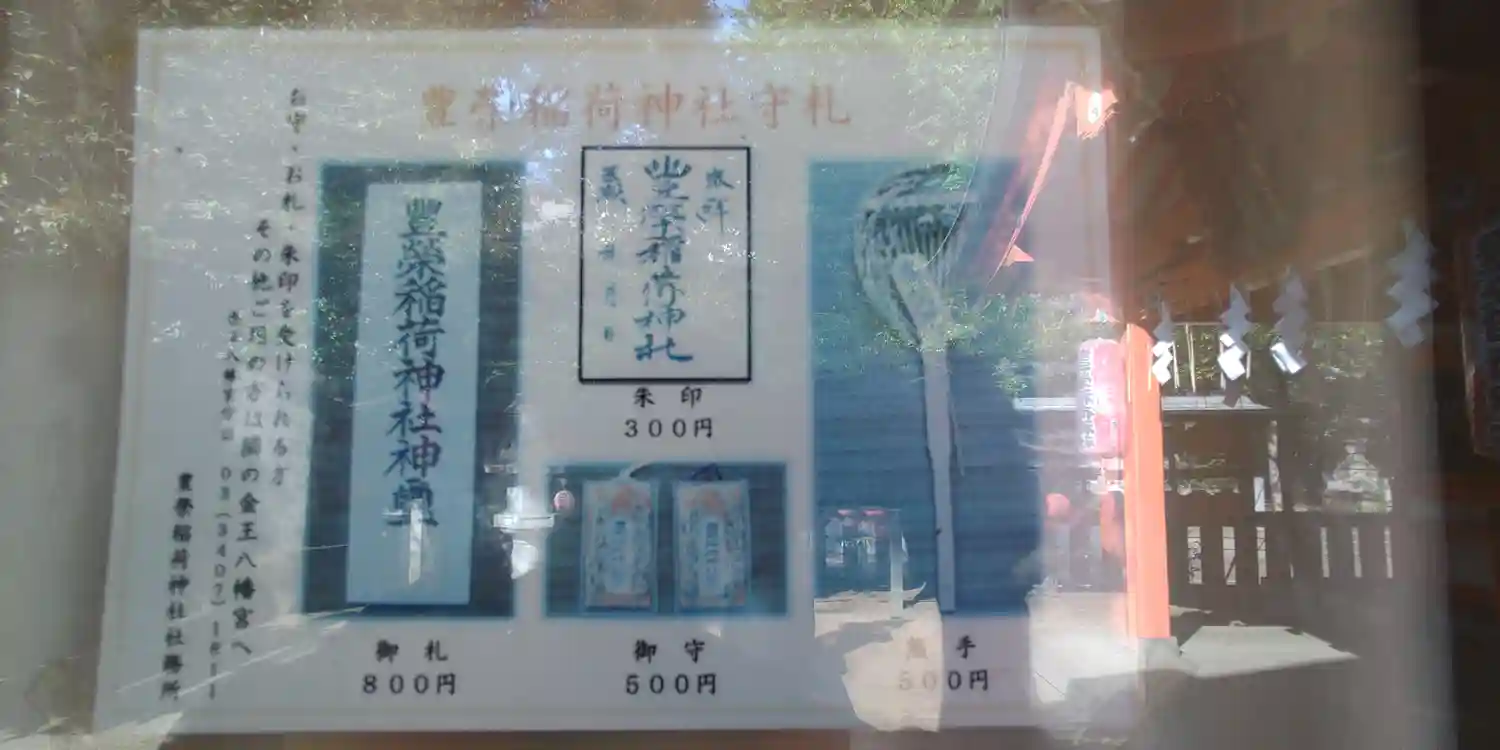 豊榮稲荷神社守札
豊榮稲荷神社神璽
奉拝
豊榮稲荷神社
月
朱印
300円
御札
800円
御守
500円
熊手
500円
お守・お札・朱印を受けられる方
その他ご用の方は隣の金王八幡宮へ
03(3407)1811
豊榮稲荷神社社務所